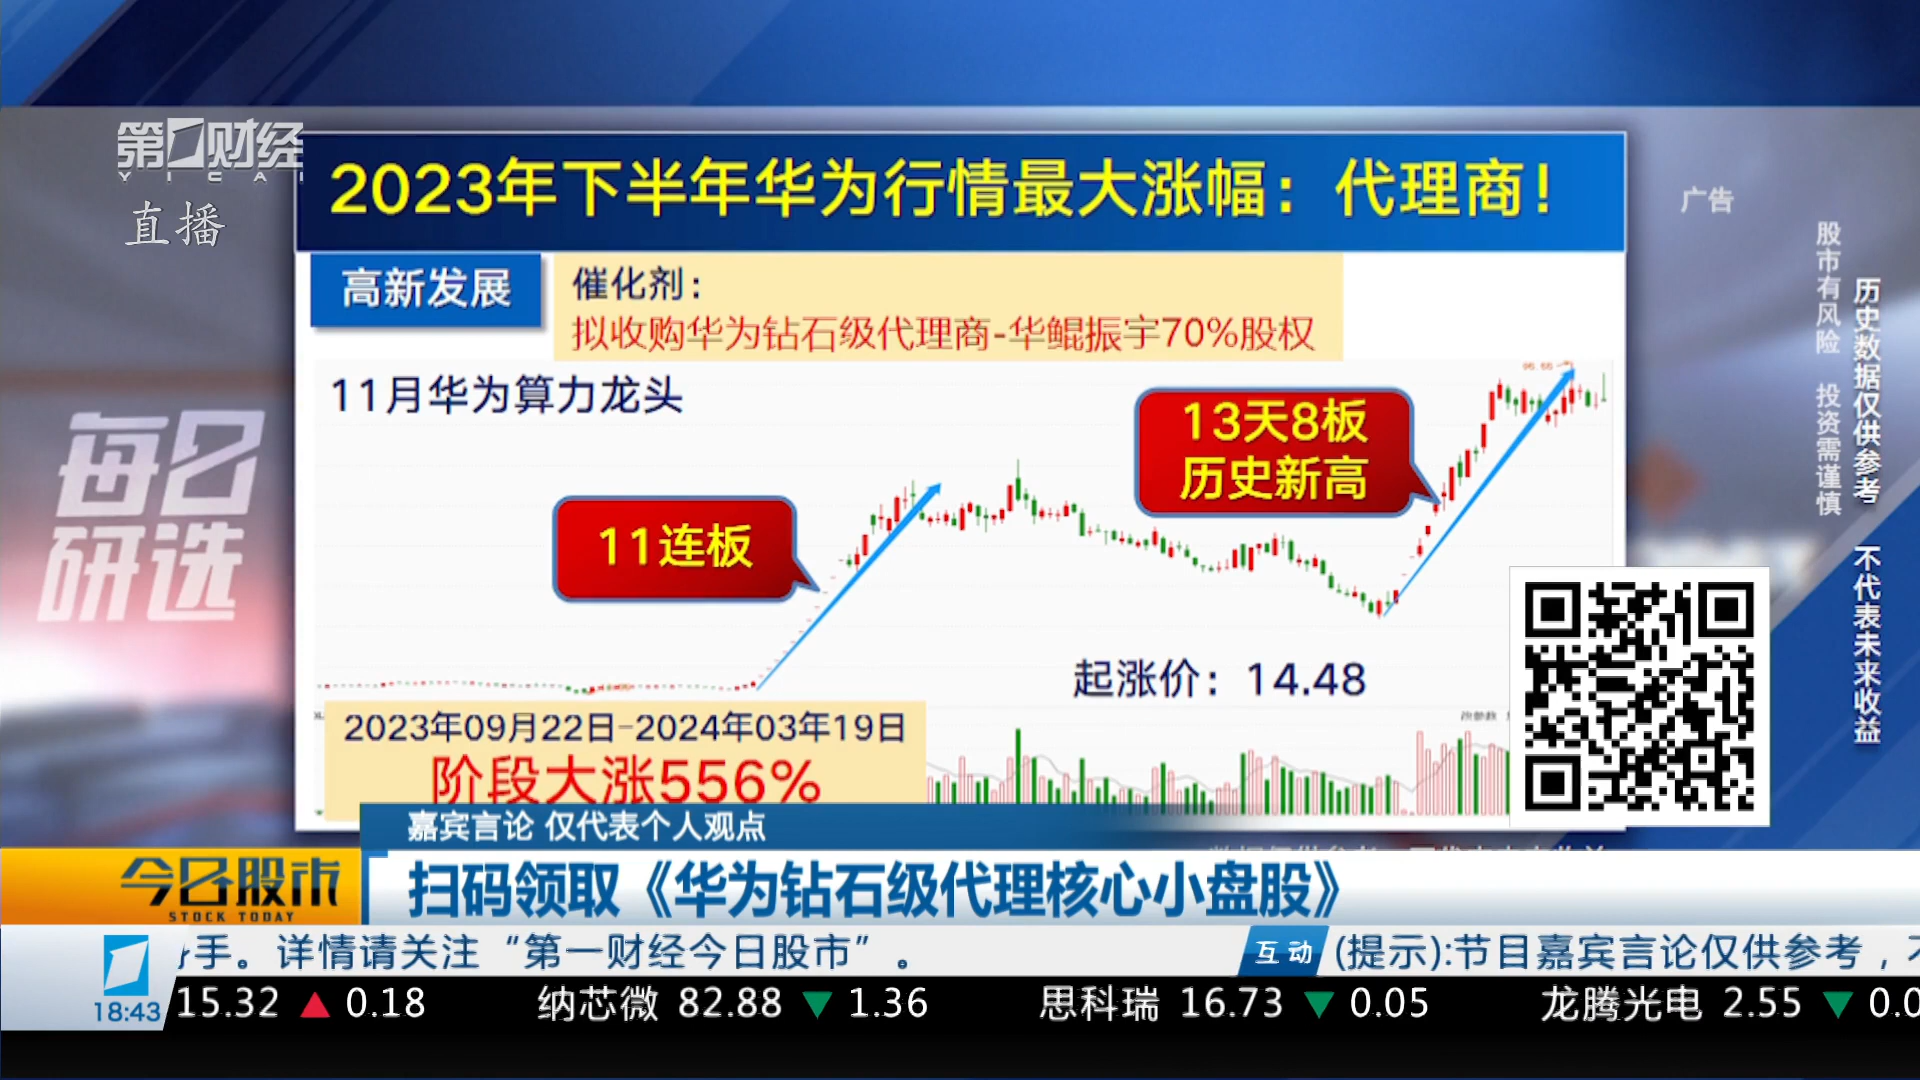 第一财经
YICAI
直播
广告
2023年下半年华为行情最大涨幅：代理商！
高新发展
催化剂：
拟收购华为钻石级代理商-华鲲振宇70%股权
11月华为算力龙头
11连板
13天8板
历史新高
起涨价：14.48
2023年09月22日-2024年03年19日
阶段大涨556%
每日
研选
股市有风险 投资需谨慎
历史数据仅供参考 不代表未来收益
嘉宾言论 仅代表个人观点
今日股市
STOCK TODAY
扫码领取《华为钻石级代理核心小盘股》
手。详情请关注“第一财经今日股市”。
互动
(提示):节目嘉宾言论仅供参考，
18:43
15.32 ▲ 0.18 纳芯微 82.88 ▼ 1.36 思科瑞 16.73 ▼ 0.05 龙腾光电 2.55 ▼ 0.0